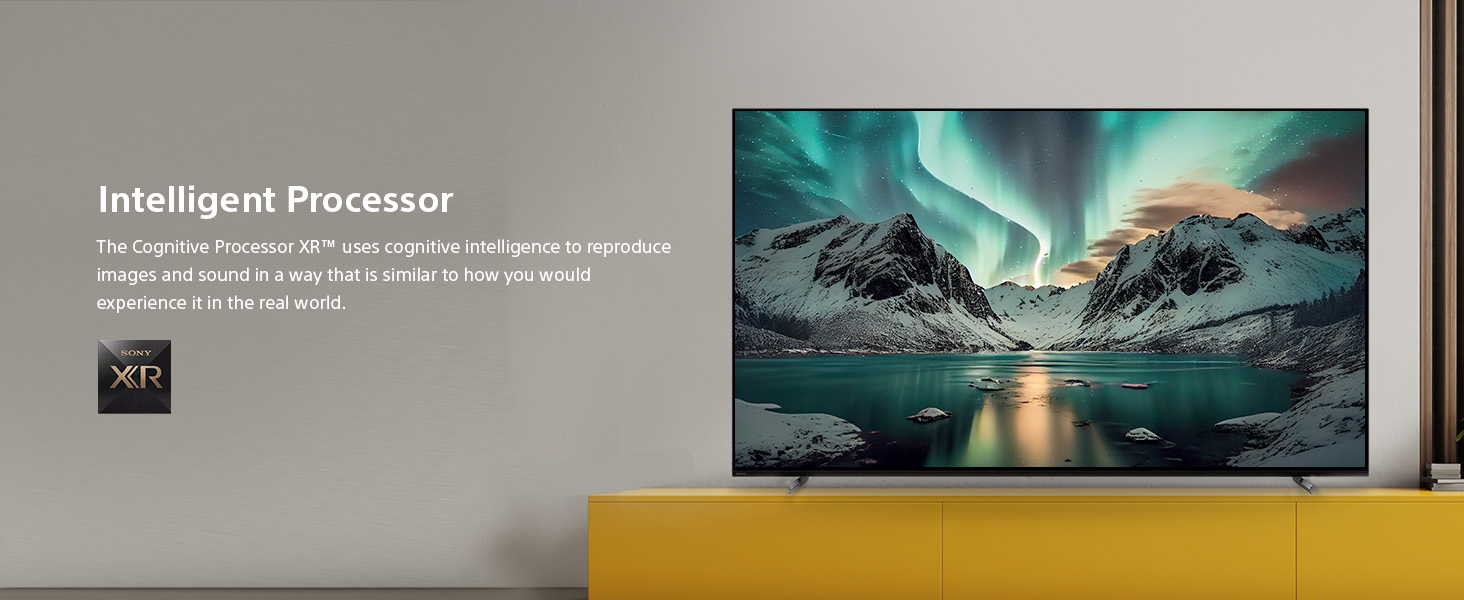 Intelligent Processor
The Cognitive Processor XR™ uses cognitive intelligence to reproduce
images and sound in a way that is similar to how you would
experience it in the real world.
SONY
XR